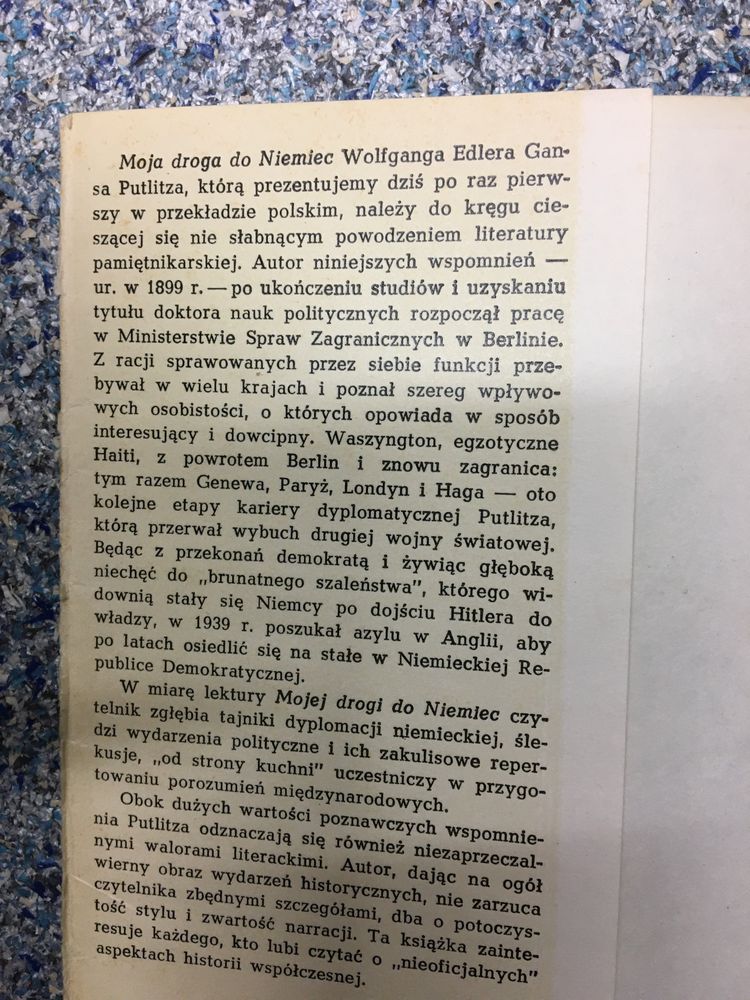 Moja droga do Niemiec Wolfganga Edlera Gan-
sa Putlitza, którą prezentujemy dziś po raz pierw-
szy w przekładzie polskim, należy do kręgu cie-
szącej się nie słabnącym powodzeniem literatury
pamiętnikarskiej. Autor niniejszych wspomnień —
ur. w 1899 r. — po ukończeniu studiów i uzyskaniu
tytułu doktora nauk politycznych rozpoczął pracę
w Ministerstwie Spraw Zagranicznych w Berlinie.
Z racji sprawowanych przez siebie funkcji prze-
bywał w wielu krajach i poznał szereg wpływo-
wych osobistości, o których opowiada w sposób
interesujący i dowcipny. Waszyngton, egzotyczne
Haiti, z powrotem Berlin i znowu zagranica:
tym razem Genewa, Paryż, Londyn i Haga — oto
kolejne etapy kariery dyplomatycznej Putlitza,
którą przerwał wybuch drugiej wojny światowej.
Będąc z przekonań demokratą i żywiąc głęboką
niechęć do „brunatnego szaleństwa", którego wi-
downią stały się Niemcy po dojściu Hitlera do
władzy, w 1939 r. poszukał azylu w Anglii, aby
po latach osiedlić się na stałe w Niemieckiej Re-
publice Demokratycznej.
W miarę lektury Mojej drogi do Niemiec czy-
telnik zgłębia tajniki dyplomacji niemieckiej, śle-
dzi wydarzenia polityczne i ich zakulisowe reper-
kusje, „od strony kuchni" uczestniczy w przygo-
towaniu porozumień międzynarodowych.
Obok dużych wartości poznawczych wspomnie-
nia Putlitza odznaczają się również niezaprzeczal-
nymi walorami literackimi. Autor, dając na ogół
wierny obraz wydarzeń historycznych, nie zarzuca
czytelnika zbędnymi szczegółami, dba o potoczys-
tość stylu i zwartość narracji. Ta książka zainte-
resuje każdego, kto lubi czytać o „nieoficjalnych"
aspektach historii współczesnej.